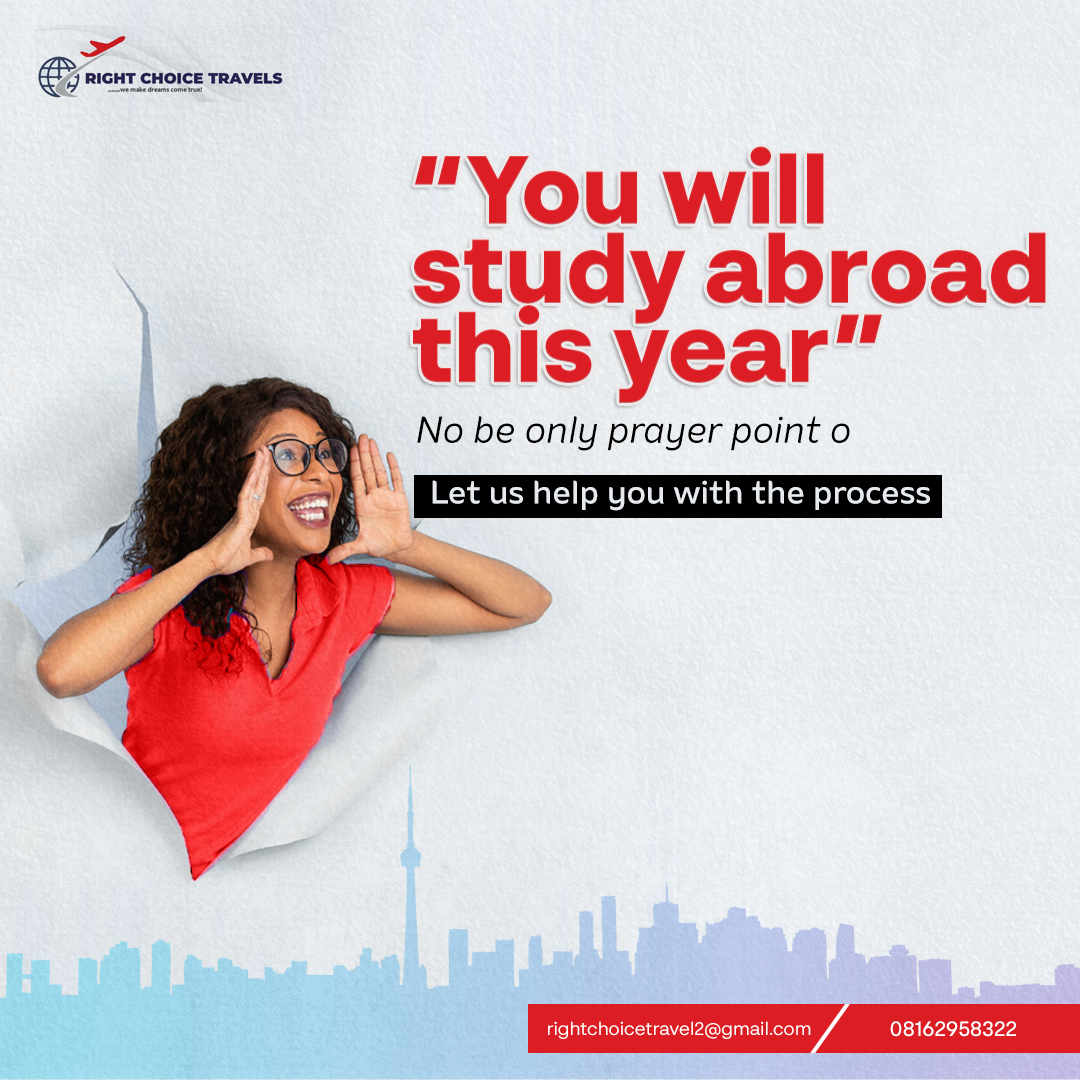 RIGHT CHOICE TRAVELS
......we make dreams come true!
“You will
study abroad
this year”
No be only prayer point o
Let us help you with the process
rightchoicetravel2@gmail.com
08162958322